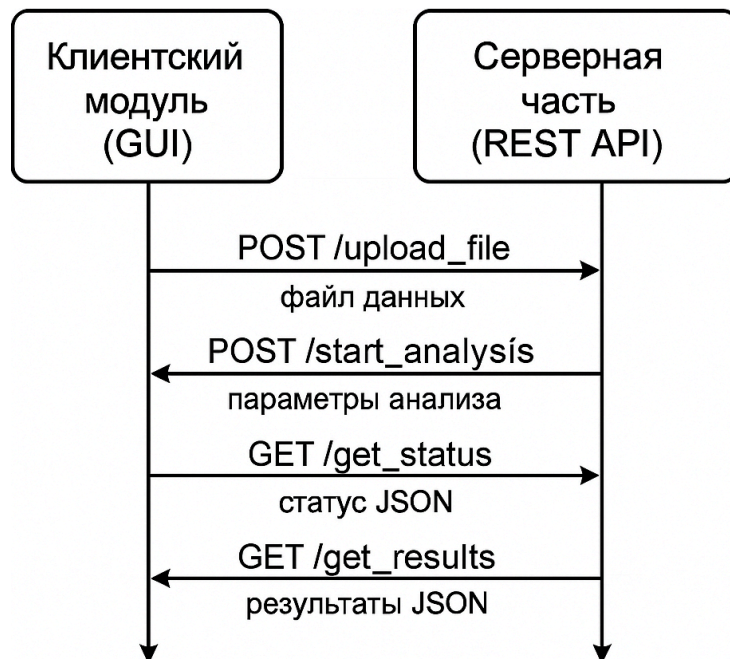 Клиентский
модуль
(GUI)
Серверная
часть
(REST API)
POST /upload_file
файл данных
POST /start_analysís
параметры анализа
GET /get_status
статус JSON
GET /get_results
результаты JSON